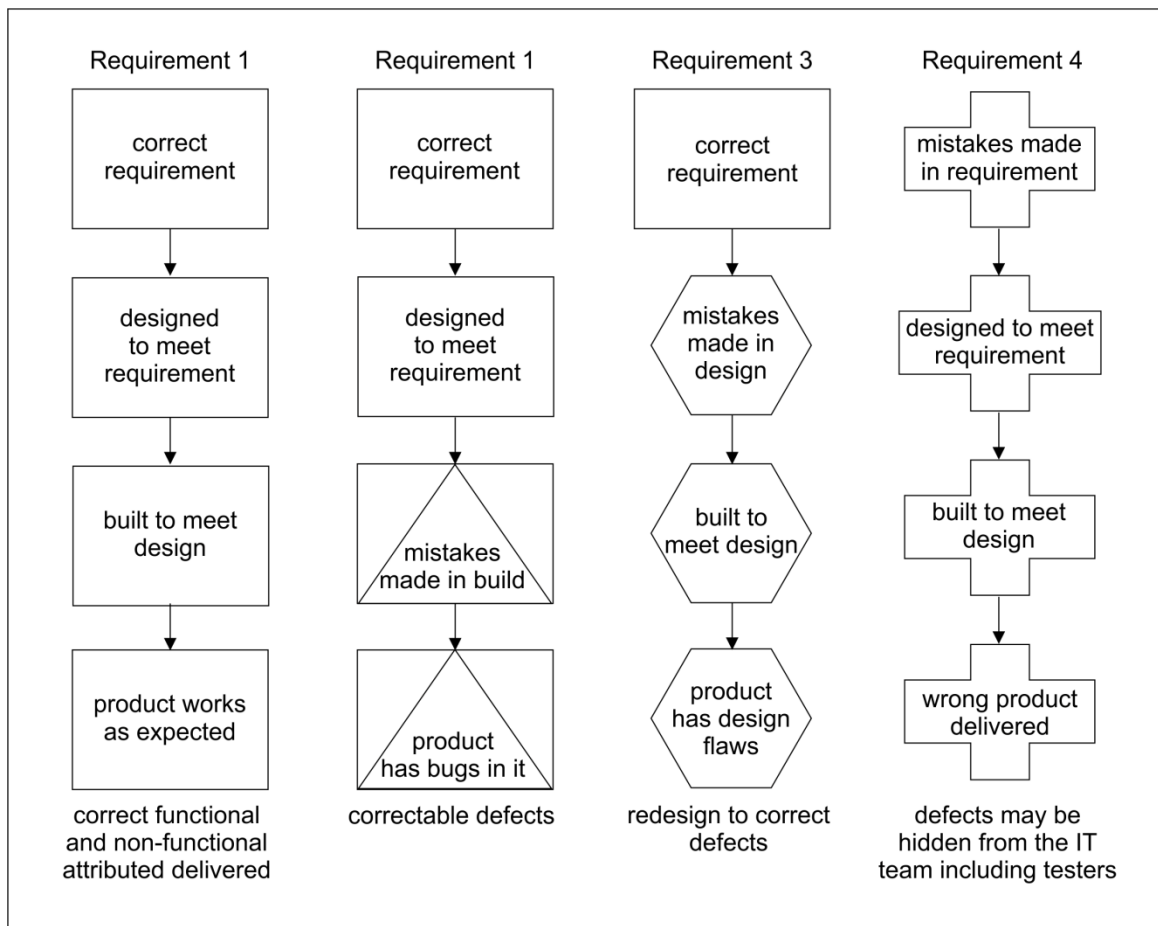 Requirement 1
correct
requirement
designed
to meet
requirement
built to meet
design
product works
as expected
correct functional
and non-functional
attributed delivered
Requirement 1
correct
requirement
designed
to meet
requirement
mistakes
made in build
product
has bugs in it
correctable defects
Requirement 3
correct
requirement
mistakes
made in
design
built to
meet design
product
has design
flaws
redesign to correct
defects
Requirement 4
mistakes made
in requirement
designed to meet
requirement
built to meet
design
wrong product
delivered
defects may be
hidden from the IT
team including testers